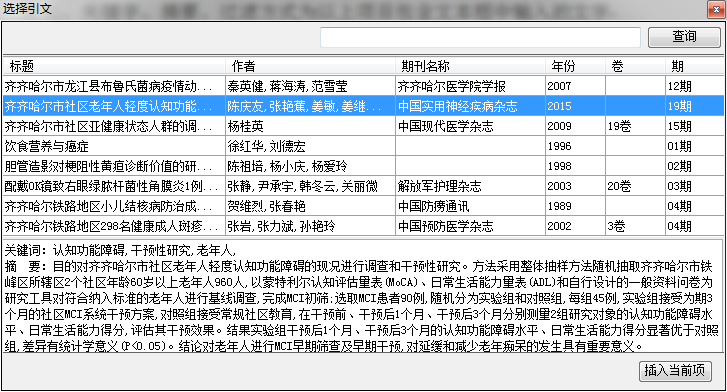 选择引文
查询
标题 作者 期刊名称 年份 卷 期
齐齐哈尔市龙江县布鲁氏菌病疫情动... 秦英健, 蒋海涛, 范雪莹 齐齐哈尔医学院学报 2007 12期
齐齐哈尔市社区老年人轻度认知功能... 陈庆友, 张艳蕉, 姜敏, 姜维... 中国实用神经疾病杂志 2015 19期
齐齐哈尔市社区亚健康状态人群的调... 杨桂英 中国现代医学杂志 2009 19卷 15期
饮食营养与癌症 徐红华, 刘德宏 1996 01期
胆管造影对梗阻性黄疸诊断价值的研... 陈祖培, 杨小庆, 杨爱玲 1998 02期
配戴OK镜致右眼绿脓杆菌性角膜炎1例... 张静, 尹承宇, 韩冬云, 关丽微 解放军护理杂志 2003 20卷 03期
齐齐哈尔铁路地区小儿结核病防治成... 贺维烈, 张春艳 中国防痨通讯 1989 04期
齐齐哈尔铁路地区298名健康成人斑疹... 张岩, 张力斌, 孙艳玲 中国预防医学杂志 2002 3卷 04期
关键词: 认知功能障碍, 干预性研究, 老年人,
摘　要: 目的对齐齐哈尔市社区老年人轻度认知功能障碍的现况进行调查和干预性研究。方法采用整体抽样方法随机抽取齐齐哈尔市铁
峰区所辖区2个社区年龄60岁以上老年人960人, 以蒙特利尔认知评估量表(MoCA)、日常生活能力量表(ADL)和自行设计的一般资料问卷为
研究工具对符合纳入标准的老年人进行基线调查, 完成MCI初筛; 选取MCI患者90例, 随机分为实验组和对照组, 每组45例, 实验组接受为期3
个月的社区MCI系统干预方案, 对照组接受常规社区教育, 在干预前、干预后1个月、干预后3个月分别测量2组研究对象的认知功能障碍水
平、日常生活能力得分, 评估其干预效果。结果实验组干预后1个月、干预后3个月的认知功能障碍水平、日常生活能力得分显著优于对照
组, 差异有统计学意义(P<0.05)。结论对老年人进行MCI早期筛查及早期干预, 对延缓和减少老年痴呆的发生具有重要意义。
插入当前项